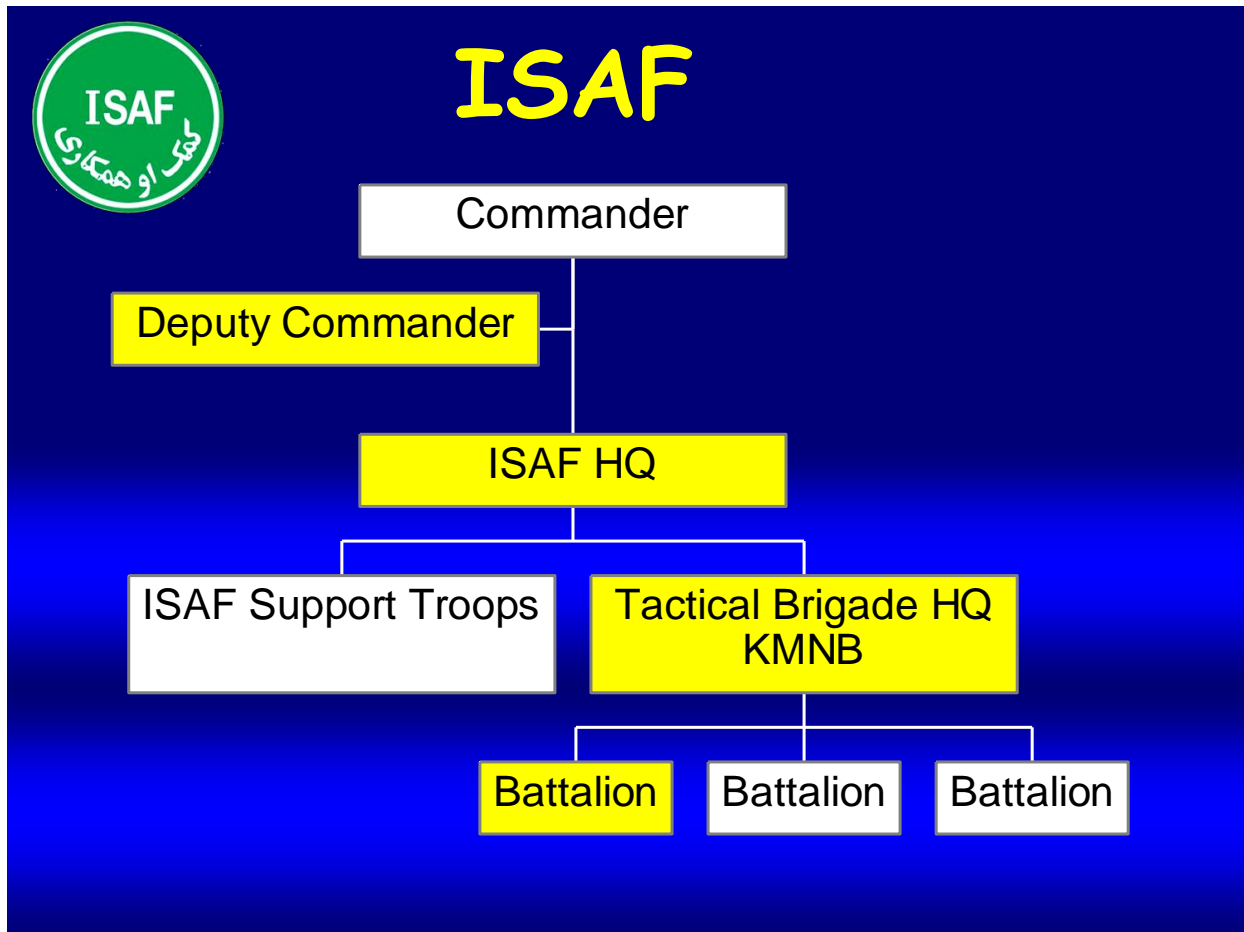 ISAF
ISAF
کمک او همکاری
Commander
Deputy Commander
ISAF HQ
ISAF Support Troops
Tactical Brigade HQ
KMNB
Battalion
Battalion
Battalion